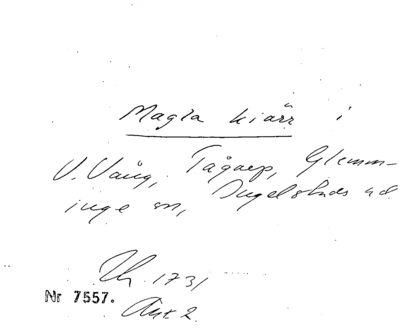 Magla kiärr i
V. Vång, Tågarp, Glemm-
inge sn, Ingelstads hd
1731
Nr 7557.
Akt 2.